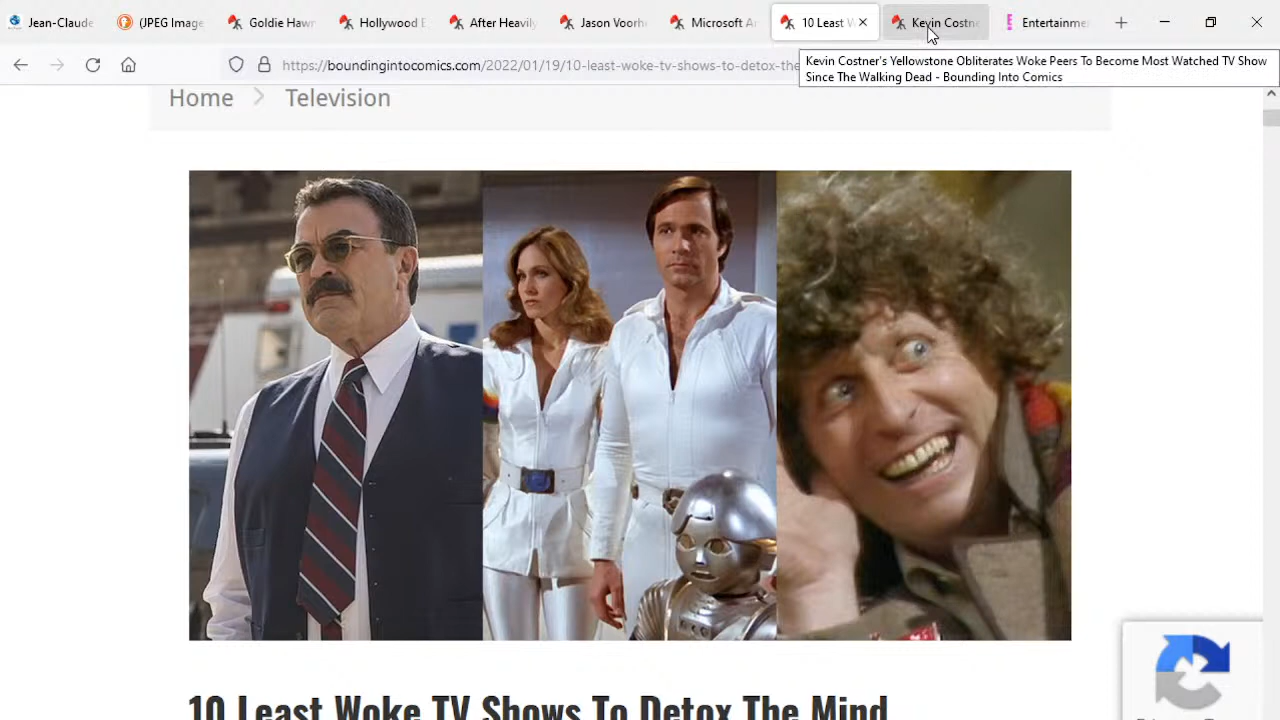 Jean-Claude
(JPEG Image
Goldie Hawn
Hollywood E
After Heavily
Jason Voorh
Microsoft A
10 Least W
Kevin Costne
Entertainme
https://boundingintocomics.com/2022/01/19/10-least-woke-tv-shows-to-detox-the
Kevin Costner's Yellowstone Obliterates Woke Peers To Become Most Watched TV Show
Since The Walking Dead - Bounding Into Comics
Home
Television
10 Least Woke TV Shows To Detox The Mind